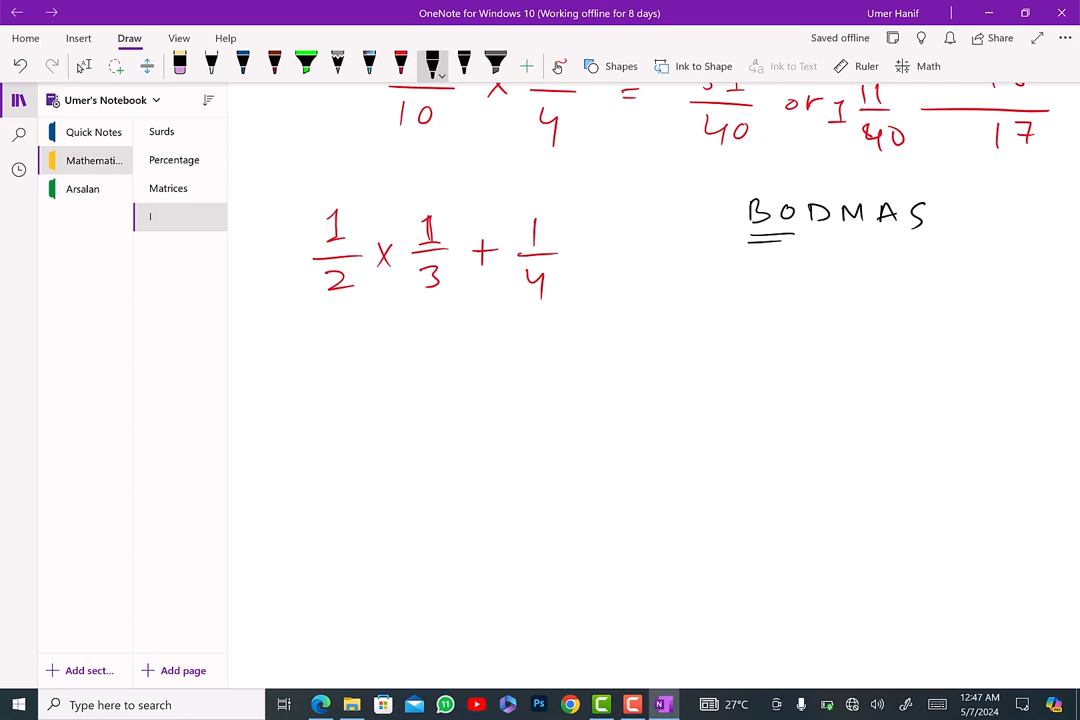 OneNote for Windows 10 (Working offline for 8 days)
Umer Hanif
Home Insert Draw View Help
Saved offline
Share
Shapes Ink to Shape Ink to Text Ruler Math
Umer's Notebook
Quick Notes
Mathemati...
Arsalan
Surds
Percentage
Matrices
I
10 × 4 = 40 or 1 11/40
17
1/2 × 1/3 + 1/4
BODMAS
Add sect...
Add page
Type here to search
Ps
27°C
12:47 AM
5/7/2024